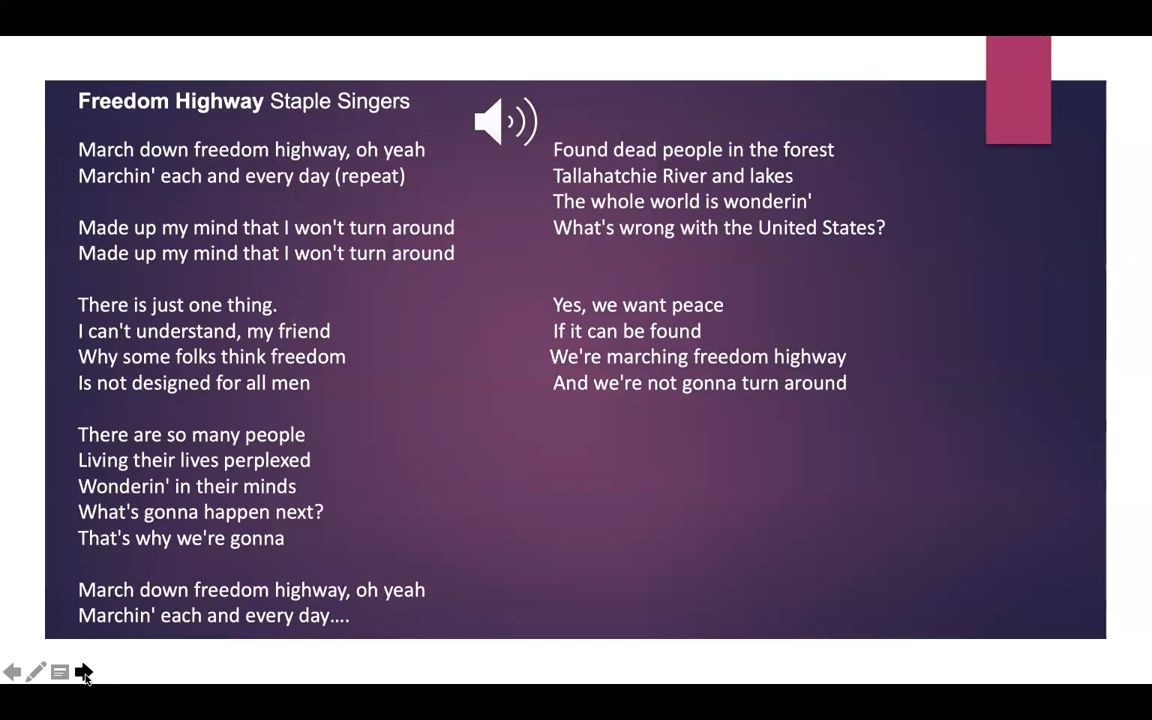 Freedom Highway Staple Singers
March down freedom highway, oh yeah
Marchin' each and every day (repeat)
Made up my mind that I won't turn around
Made up my mind that I won't turn around
There is just one thing.
I can't understand, my friend
Why some folks think freedom
Is not designed for all men
There are so many people
Living their lives perplexed
Wonderin' in their minds
What's gonna happen next?
That's why we're gonna
March down freedom highway, oh yeah
Marchin' each and every day....
Found dead people in the forest
Tallahatchie River and lakes
The whole world is wonderin'
What's wrong with the United States?
Yes, we want peace
If it can be found
We're marching freedom highway
And we're not gonna turn around